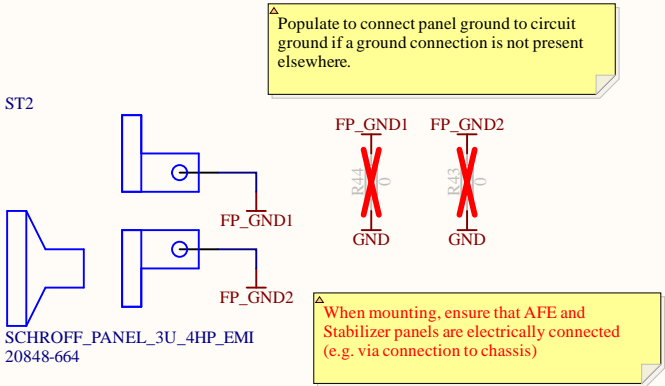 Populate to connect panel ground to circuit
ground if a ground connection is not present
elsewhere.
ST2
FP_GND1
FP_GND2
R44
0
R43
0
GND
GND
FP_GND1
FP_GND2
SCHROFF_PANEL_3U_4HP_EMI
20848-664
When mounting, ensure that AFE and
Stabilizer panels are electrically connected
(e.g. via connection to chassis)